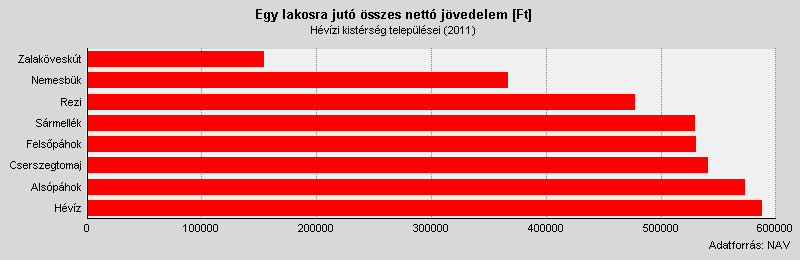 Egy lakosra jutó összes nettó jövedelem [Ft]
Hévízi kistérség települései (2011)
Zalaköveskút
Nemesbük
Rezi
Sármellék
Felsőpáhok
Cserszegtomaj
Alsópáhok
Hévíz
0 100000 200000 300000 400000 500000 600000
Adatforrás: NAV